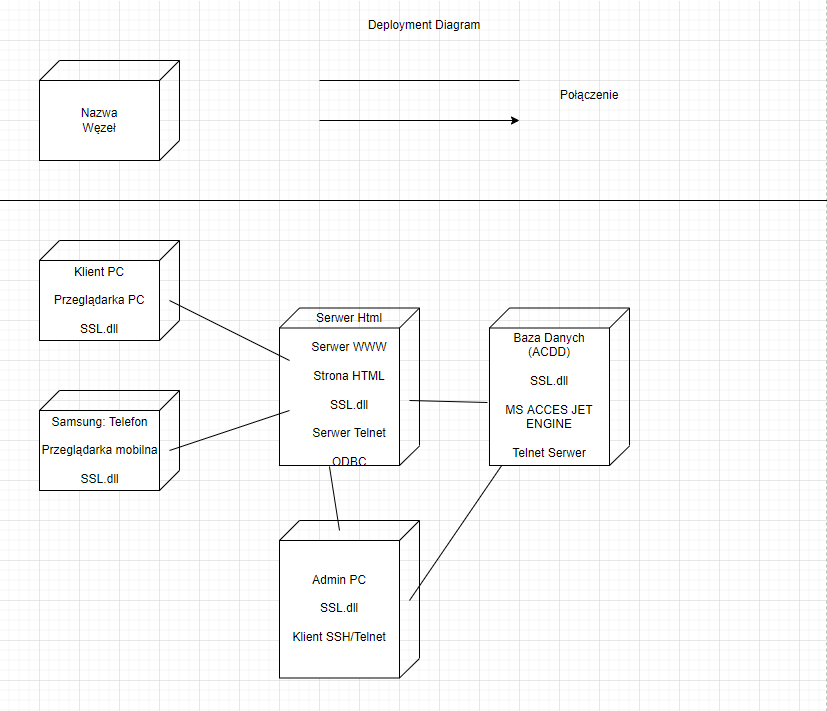 Deployment Diagram
Nazwa
Węzeł
Połączenie
Klient PC
Przeglądarka PC
SSL.dll
Samsung: Telefon
Przeglądarka mobilna
SSL.dll
Serwer Html
Serwer WWW
Strona HTML
SSL.dll
Serwer Telnet
ODBC
Baza Danych
(ACDD)
SSL.dll
MS ACCES JET
ENGINE
Telnet Serwer
Admin PC
SSL.dll
Klient SSH/Telnet